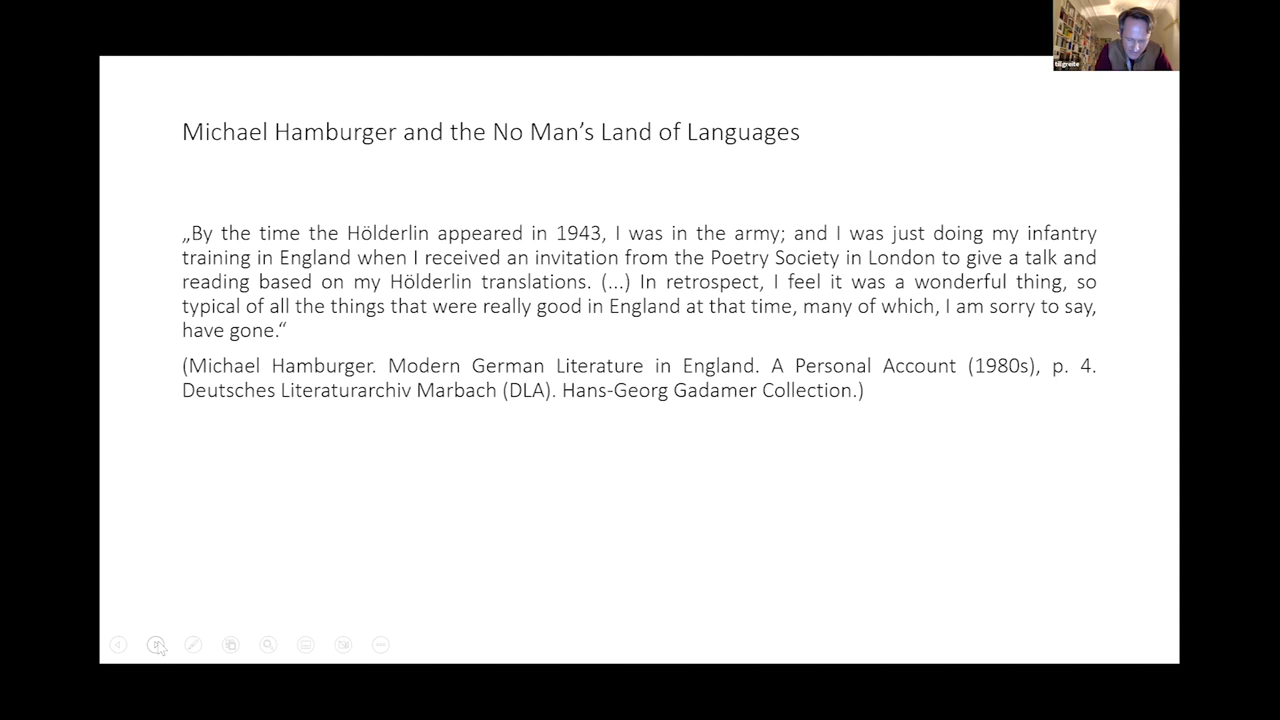 tillgreite
Michael Hamburger and the No Man’s Land of Languages
„By the time the Hölderlin appeared in 1943, I was in the army; and I was just doing my infantry
training in England when I received an invitation from the Poetry Society in London to give a talk and
reading based on my Hölderlin translations. (...) In retrospect, I feel it was a wonderful thing, so
typical of all the things that were really good in England at that time, many of which, I am sorry to say,
have gone.“
(Michael Hamburger. Modern German Literature in England. A Personal Account (1980s), p. 4.
Deutsches Literaturarchiv Marbach (DLA). Hans-Georg Gadamer Collection.)